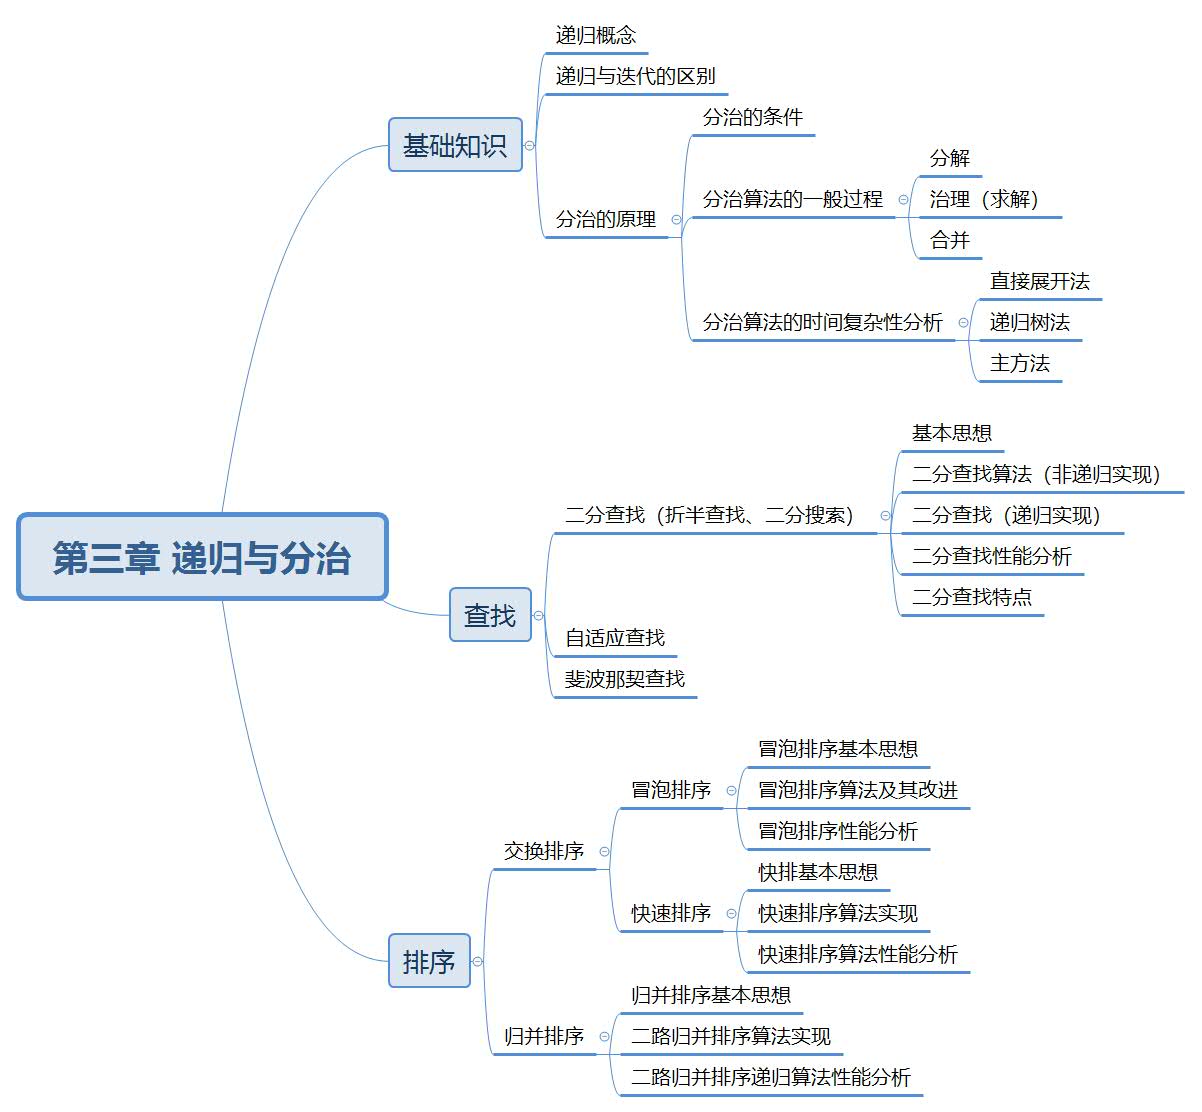 第三章 递归与分治
基础知识
递归概念
递归与迭代的区别
分治的原理
分治的条件
分治算法的一般过程
分解
治理（求解）
合并
分治算法的时间复杂性分析
直接展开法
递归树法
主方法
查找
二分查找（折半查找、二分搜索）
基本思想
二分查找算法（非递归实现）
二分查找（递归实现）
二分查找性能分析
二分查找特点
自适应查找
斐波那契查找
排序
交换排序
冒泡排序
冒泡排序基本思想
冒泡排序算法及其改进
冒泡排序性能分析
快速排序
快排基本思想
快速排序算法实现
快速排序算法性能分析
归并排序
归并排序基本思想
二路归并排序算法实现
二路归并排序递归算法性能分析